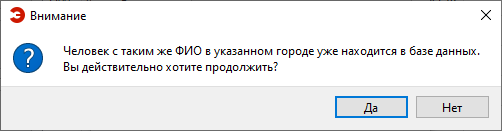 Внимание
Человек с таким же ФИО в указанном городе уже находится в базе данных.
Вы действительно хотите продолжить?
Да
Нет